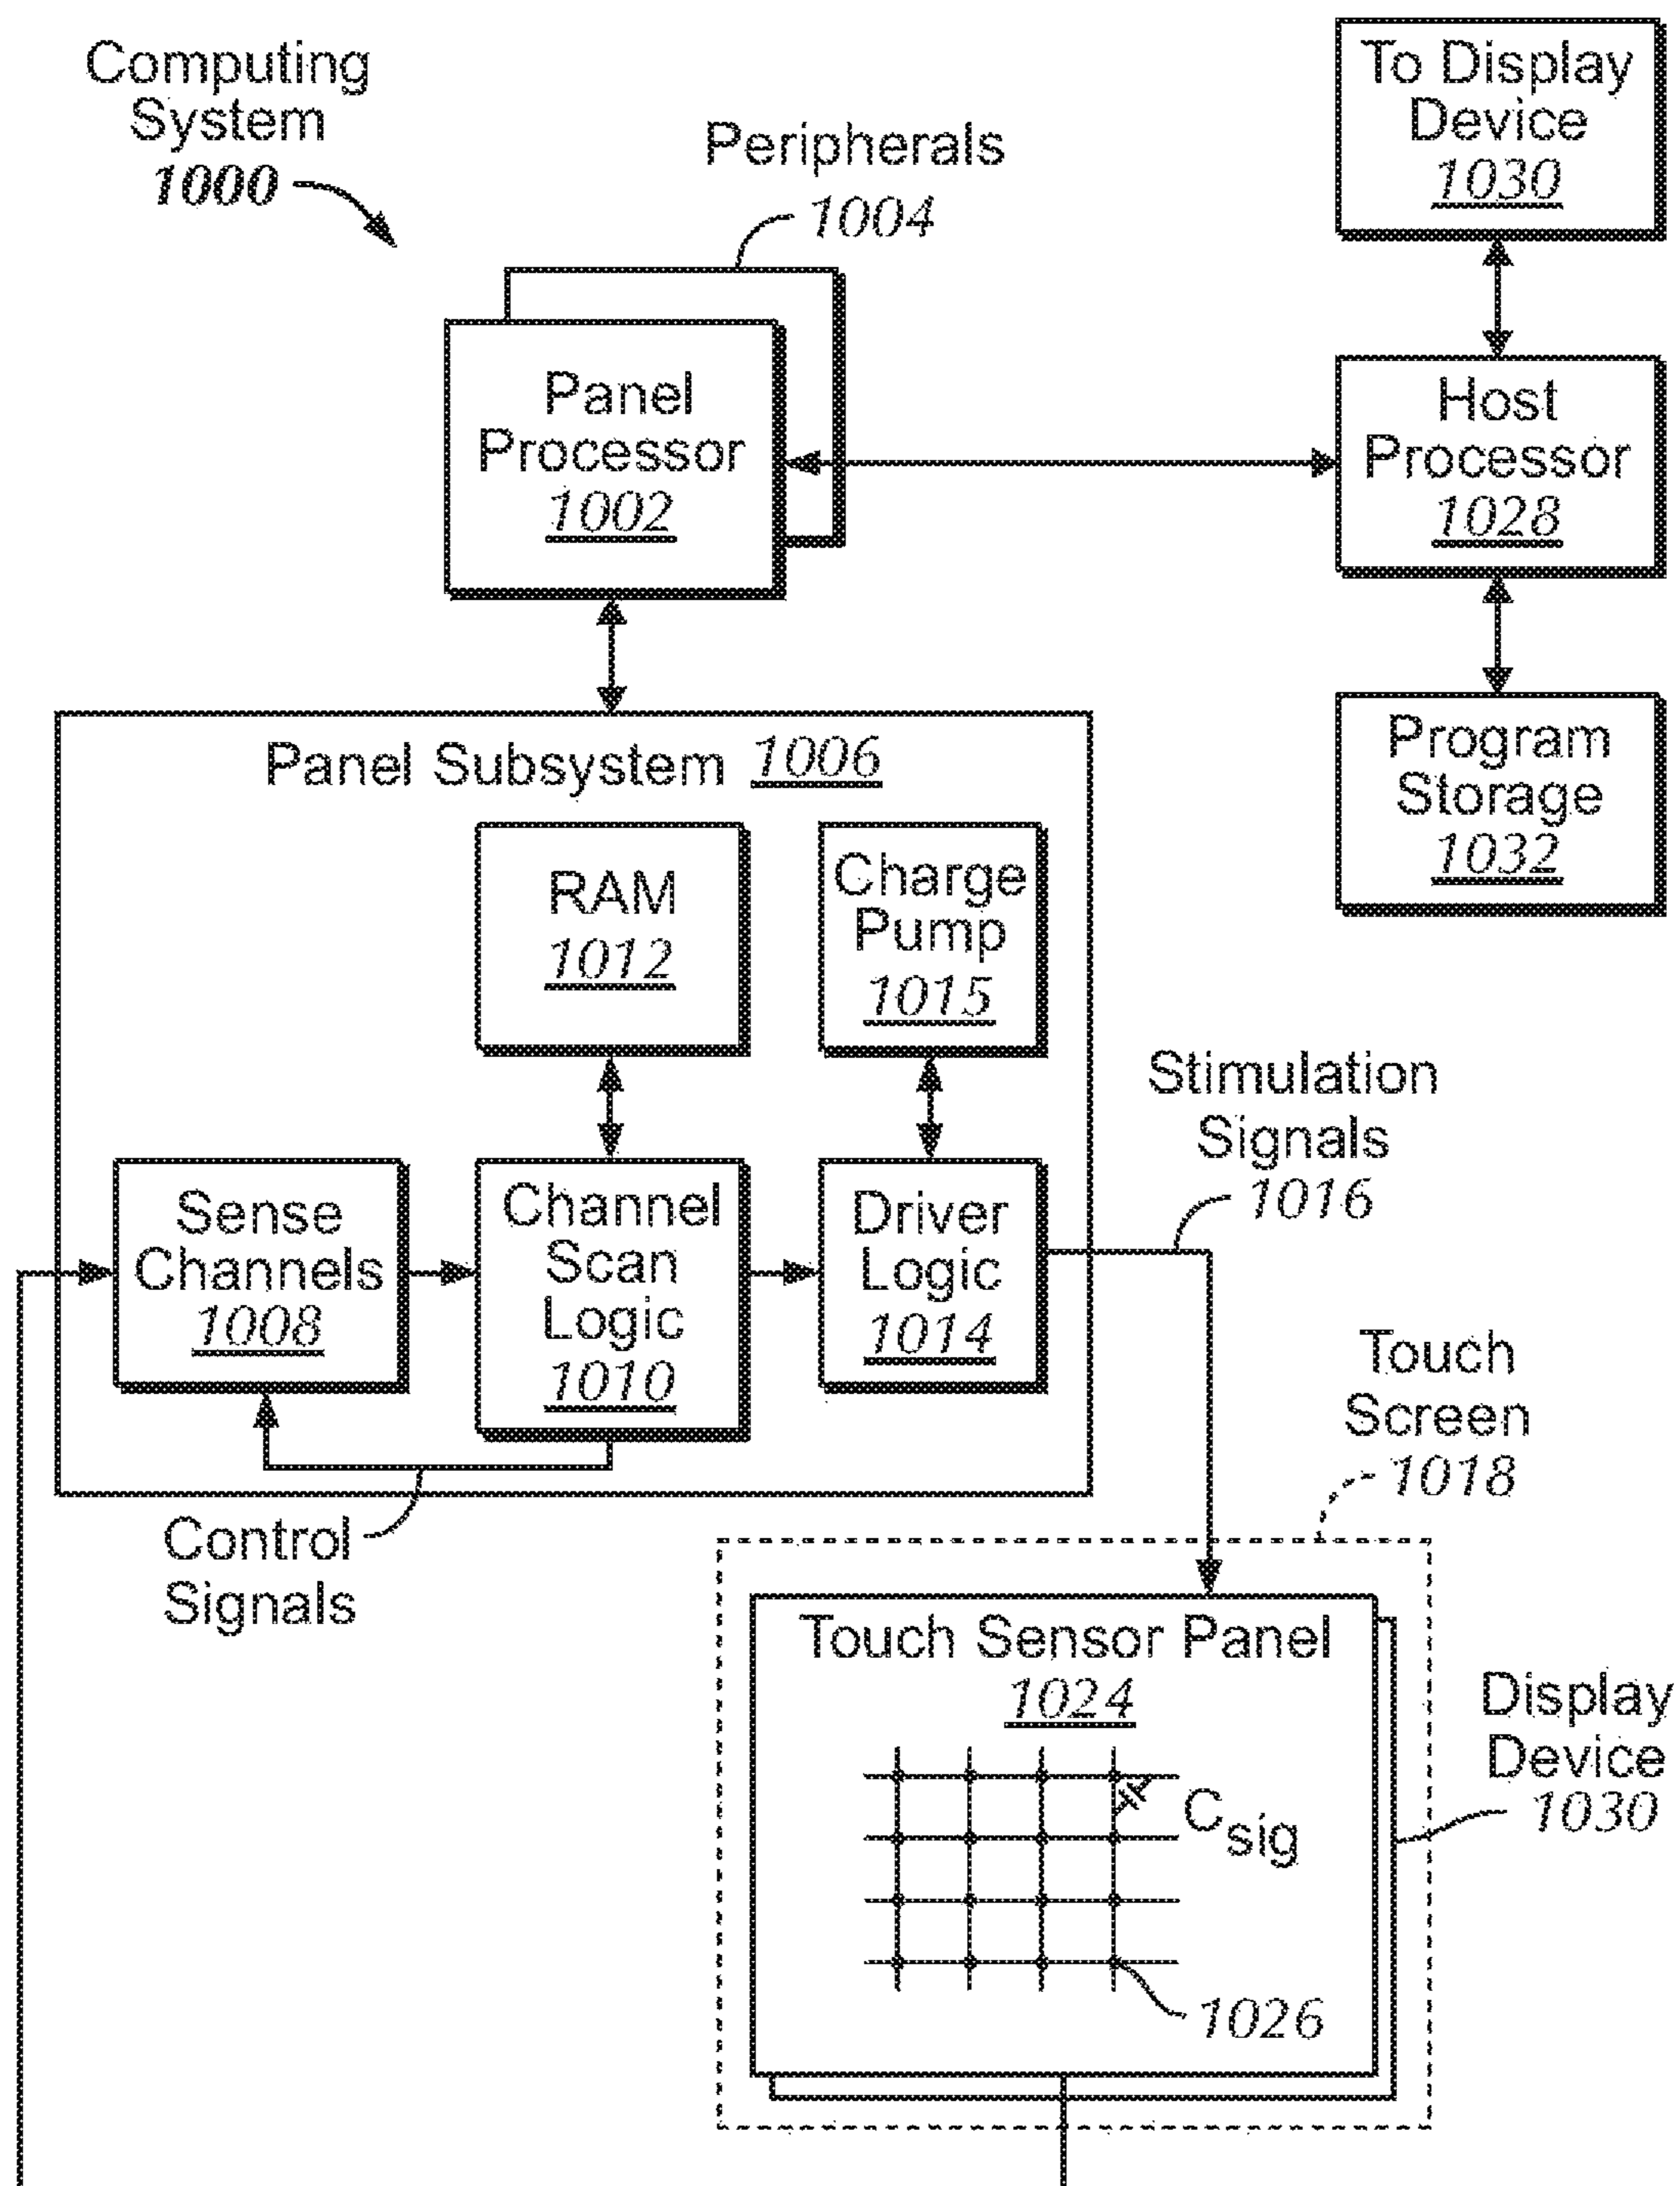 Computing
System
1000
Peripherals
1004
To Display
Device
1030
Panel
Processor
1002
Host
Processor
1028
Program
Storage
1032
Panel Subsystem 1006
RAM
1012
Charge
Pump
1015
Sense
Channels
1008
Channel
Scan
Logic
1010
Driver
Logic
1014
Stimulation
Signals
1016
Control
Signals
Touch
Screen
1018
Touch Sensor Panel
1024
Csig
1026
Display
Device
1030